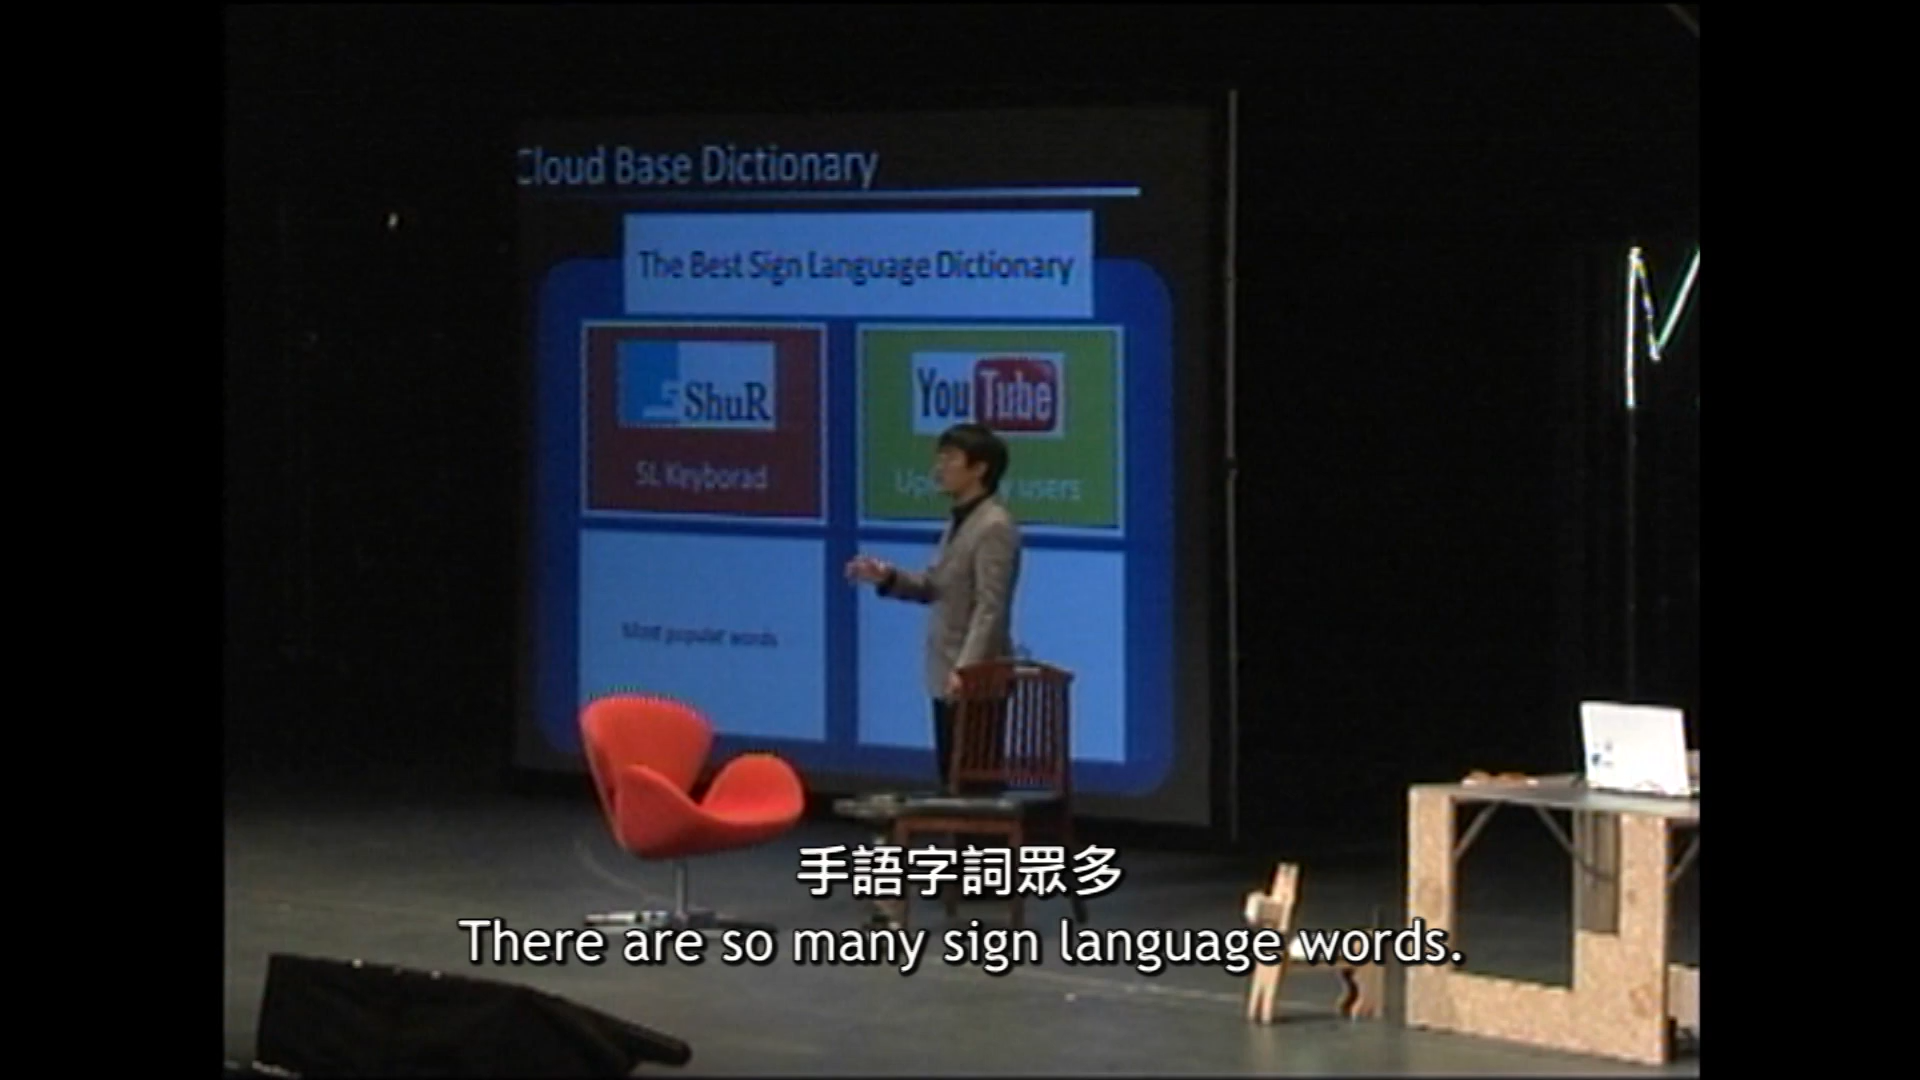 Cloud Base Dictionary
The Best Sign Language Dictionary
ShuR
YouTube
SL Keyborad
users
Most popular words
手語字詞眾多
There are so many sign language words.